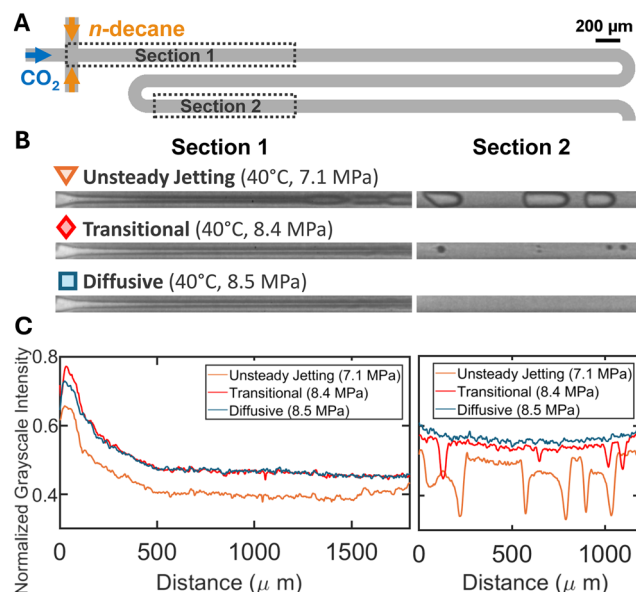 A
n-decane
200 µm
Section 1
CO₂
Section 2
B
Section 1
Section 2
Unsteady Jetting (40°C, 7.1 MPa)
Transitional (40°C, 8.4 MPa)
Diffusive (40°C, 8.5 MPa)
C
Normalized Grayscale Intensity
0.8
0.6
0.4
Unsteady Jetting (7.1 MPa)
Transitional (8.4 MPa)
Diffusive (8.5 MPa)
0
500
1000
1500
Distance (μ m)
Unsteady Jetting (7.1 MPa)
Transitional (8.4 MPa)
Diffusive (8.5 MPa)
0
500
1000
Distance (μ m)